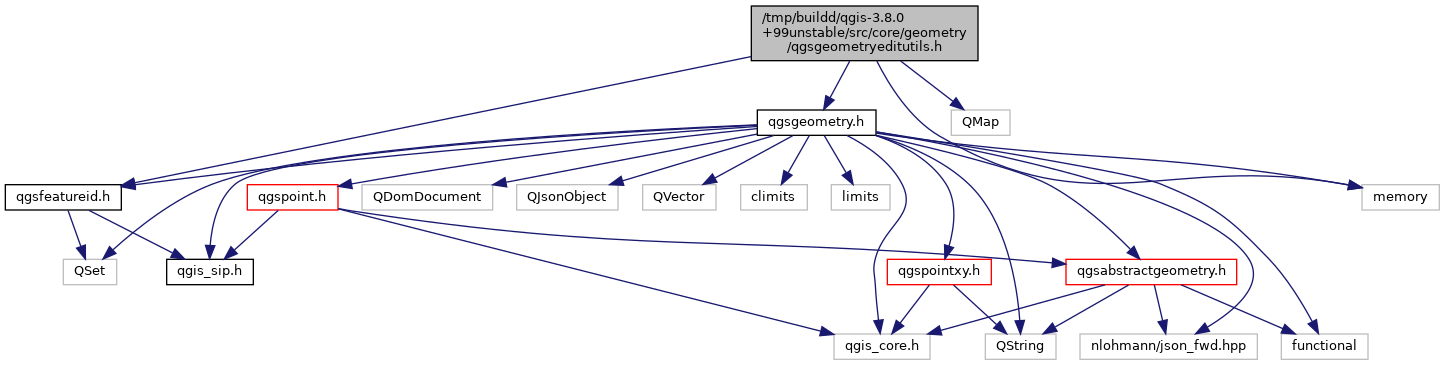 /tmp/buildd/qgis-3.8.0
+99unstable/src/core/geometry
/qgsgeometryeditutils.h
qgsgeometry.h
QMap
qgsfeatureid.h
qgspoint.h
QDomDocument
QJsonObject
QVector
climits
limits
memory
QSet
qgis_sip.h
qgspointxy.h
qgsabstractgeometry.h
qgis_core.h
QString
nlohmann/json_fwd.hpp
functional